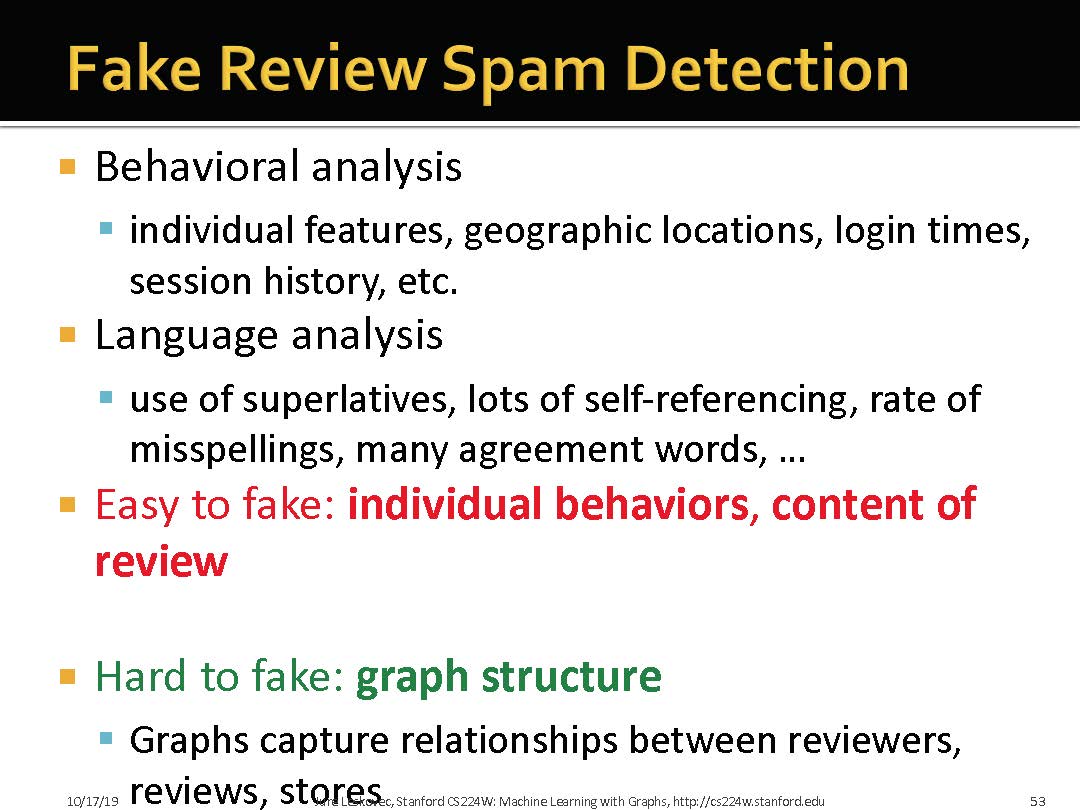 Fake Review Spam Detection
Behavioral analysis
individual features, geographic locations, login times,
session history, etc.
Language analysis
use of superlatives, lots of self-referencing, rate of
misspellings, many agreement words, …
Easy to fake: individual behaviors, content of
review
Hard to fake: graph structure
Graphs capture relationships between reviewers,
reviews, stores
10/17/19 Jure Leskovec, Stanford CS224W: Machine Learning with Graphs, http://cs224w.stanford.edu 53